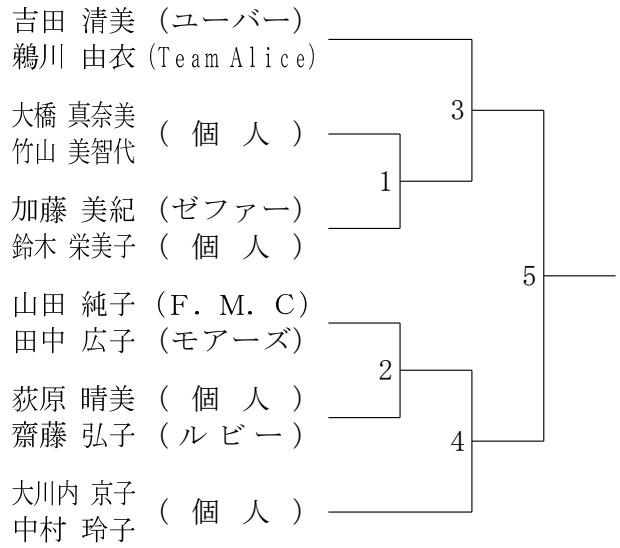 吉田 清美 (ユーバー)
鵜川 由衣 (Team Alice)
3
大橋 真奈美
竹山 美智代
( 個 人 )
1
加藤 美紀 (ゼファー)
鈴木 栄美子 ( 個 人 )
5
山田 純子 (F. M. C)
田中 広子 (モアーズ)
2
荻原 晴美 ( 個 人 )
齋藤 弘子 (ルビー)
4
大川内 京子
中村 玲子
( 個 人 )